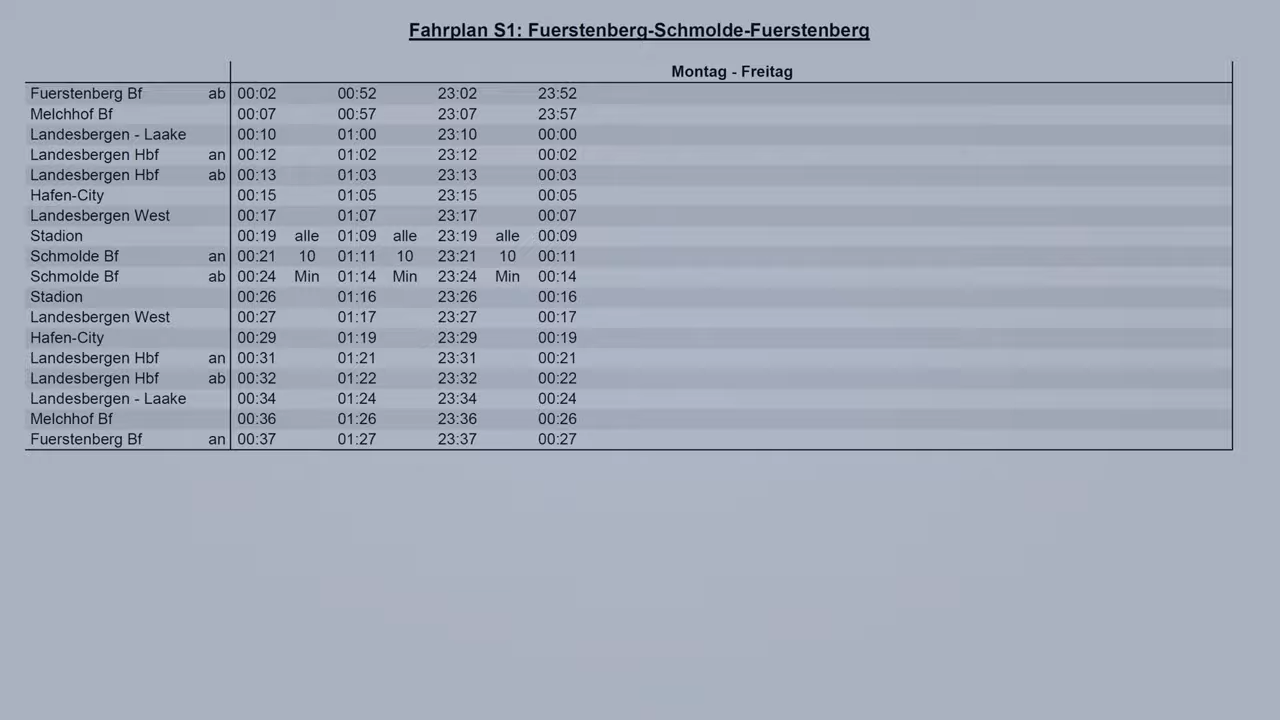 Fahrplan S1: Fuerstenberg-Schmolde-Fuerstenberg
Montag - Freitag
Fuerstenberg Bf ab 00:02 00:52 23:02 23:52
Melchhof Bf 00:07 00:57 23:07 23:57
Landesbergen - Laake 00:10 01:00 23:10 00:00
Landesbergen Hbf an 00:12 01:02 23:12 00:02
Landesbergen Hbf ab 00:13 01:03 23:13 00:03
Hafen-City 00:15 01:05 23:15 00:05
Landesbergen West 00:17 01:07 23:17 00:07
Stadion 00:19 alle 01:09 alle 23:19 alle 00:09
Schmolde Bf an 00:21 10 01:11 10 23:21 10 00:11
Schmolde Bf ab 00:24 Min 01:14 Min 23:24 Min 00:14
Stadion 00:26 01:16 23:26 00:16
Landesbergen West 00:27 01:17 23:27 00:17
Hafen-City 00:29 01:19 23:29 00:19
Landesbergen Hbf an 00:31 01:21 23:31 00:21
Landesbergen Hbf ab 00:32 01:22 23:32 00:22
Landesbergen - Laake 00:34 01:24 23:34 00:24
Melchhof Bf 00:36 01:26 23:36 00:26
Fuerstenberg Bf an 00:37 01:27 23:37 00:27